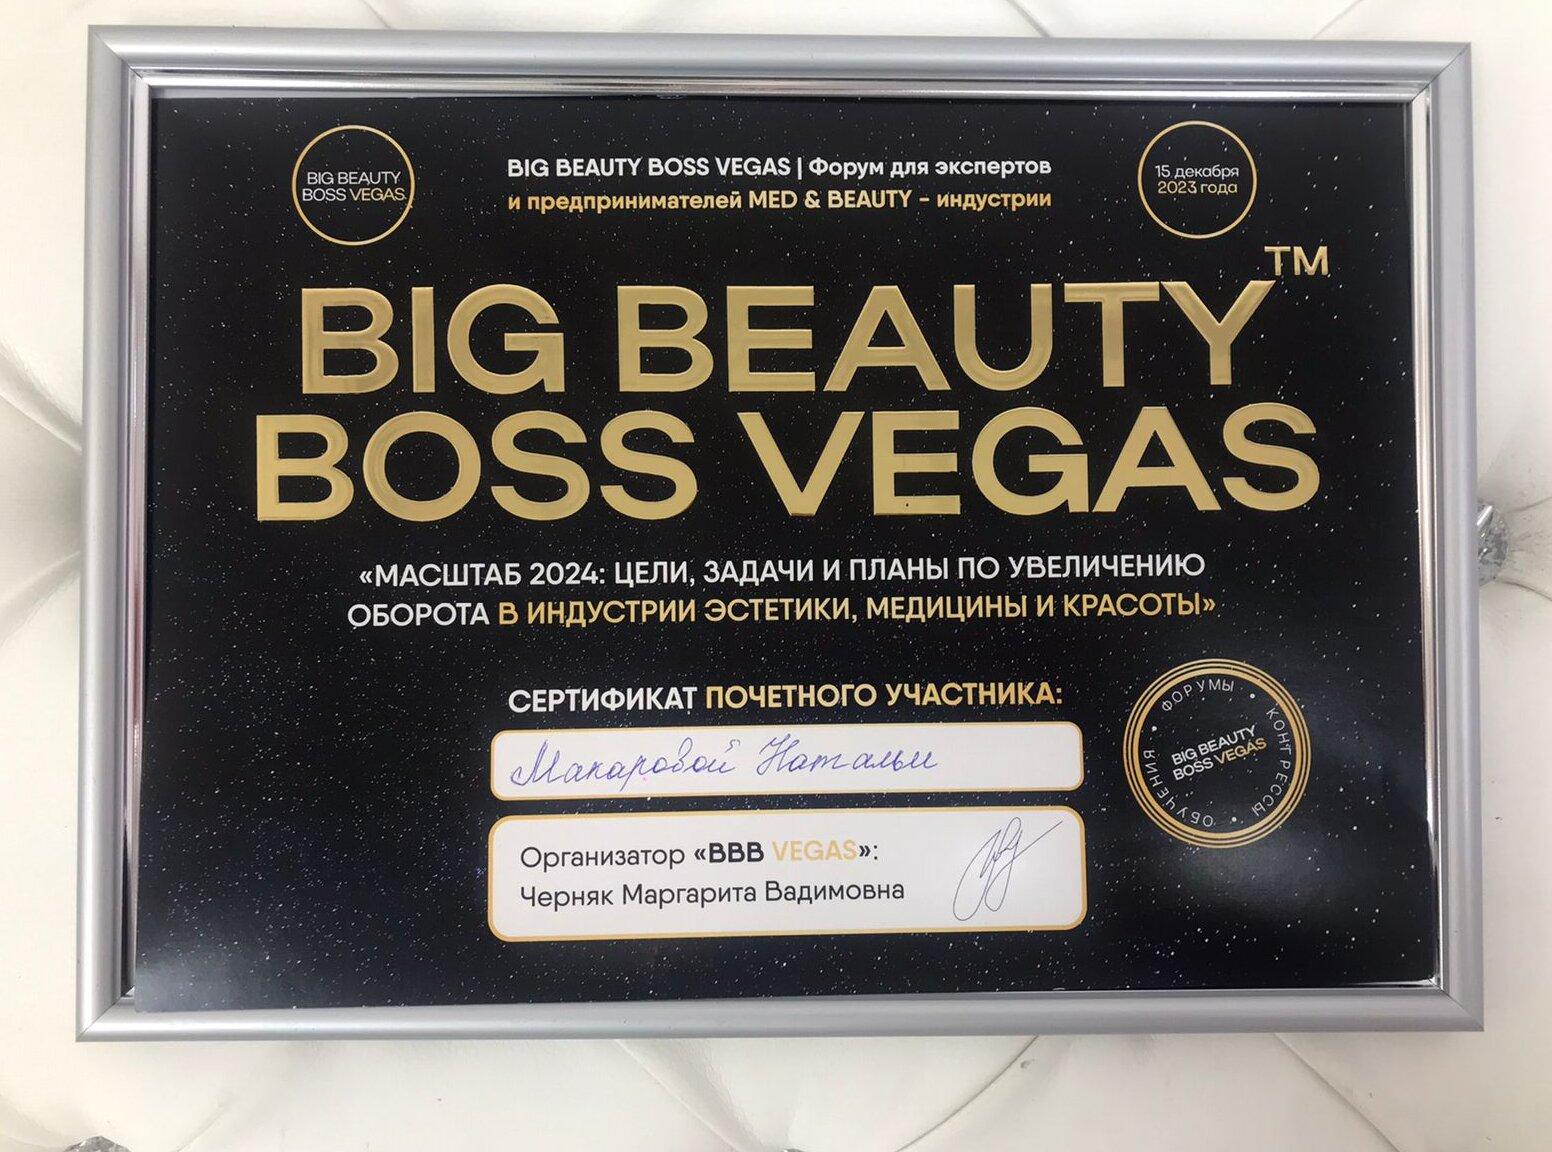 BIG BEAUTY
BOSS VEGAS
BIG BEAUTY BOSS VEGAS | Форум для экспертов
и предпринимателей MED & BEAUTY - индустрии
15 декабря
2023 года
BIG BEAUTY TM
BOSS VEGAS
«МАСШТАБ 2024: ЦЕЛИ, ЗАДАЧИ И ПЛАНЫ ПО УВЕЛИЧЕНИЮ
ОБОРОТА В ИНДУСТРИИ ЭСТЕТИКИ, МЕДИЦИНЫ И КРАСОТЫ»
СЕРТИФИКАТ ПОЧЕТНОГО УЧАСТНИКА:
Макаровой Натальи
Организатор «BBB VEGAS»:
Черняк Маргарита Вадимовна
ФОРУМЫ • КОНГРЕССЫ • ОБУЧЕНИЯ •
BIG BEAUTY
BOSS VEGAS